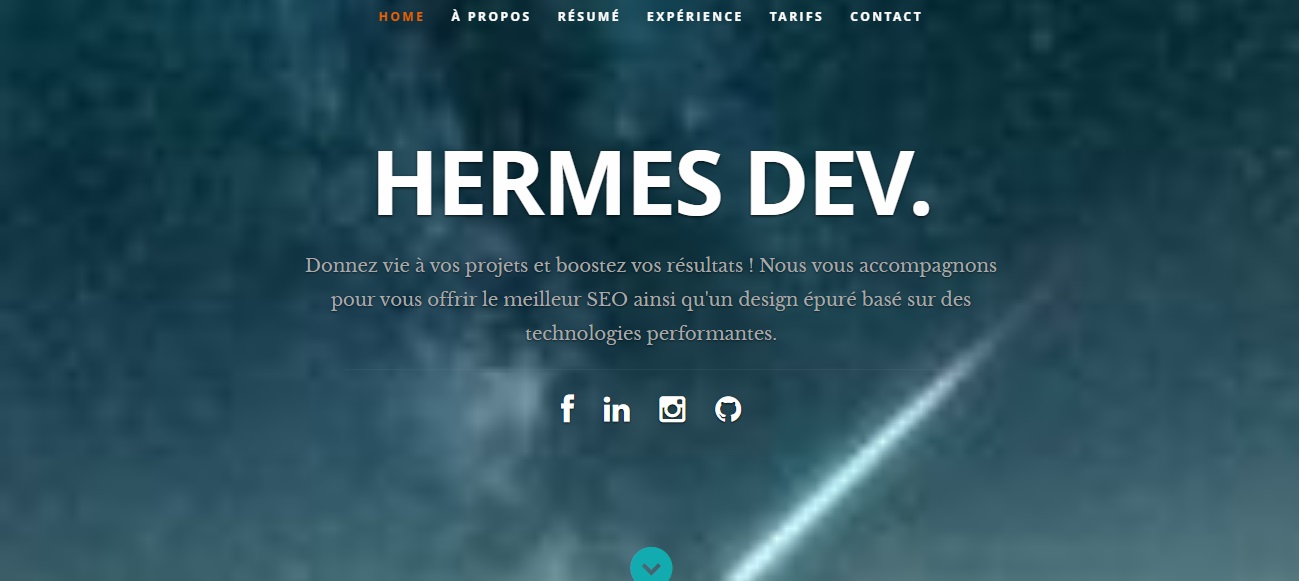 HOME À PROPOS RÉSUMÉ EXPÉRIENCE TARIFS CONTACT
HERMES DEV.
Donnez vie à vos projets et boostez vos résultats ! Nous vous accompagnons
pour vous offrir le meilleur SEO ainsi qu'un design épuré basé sur des
technologies performantes.